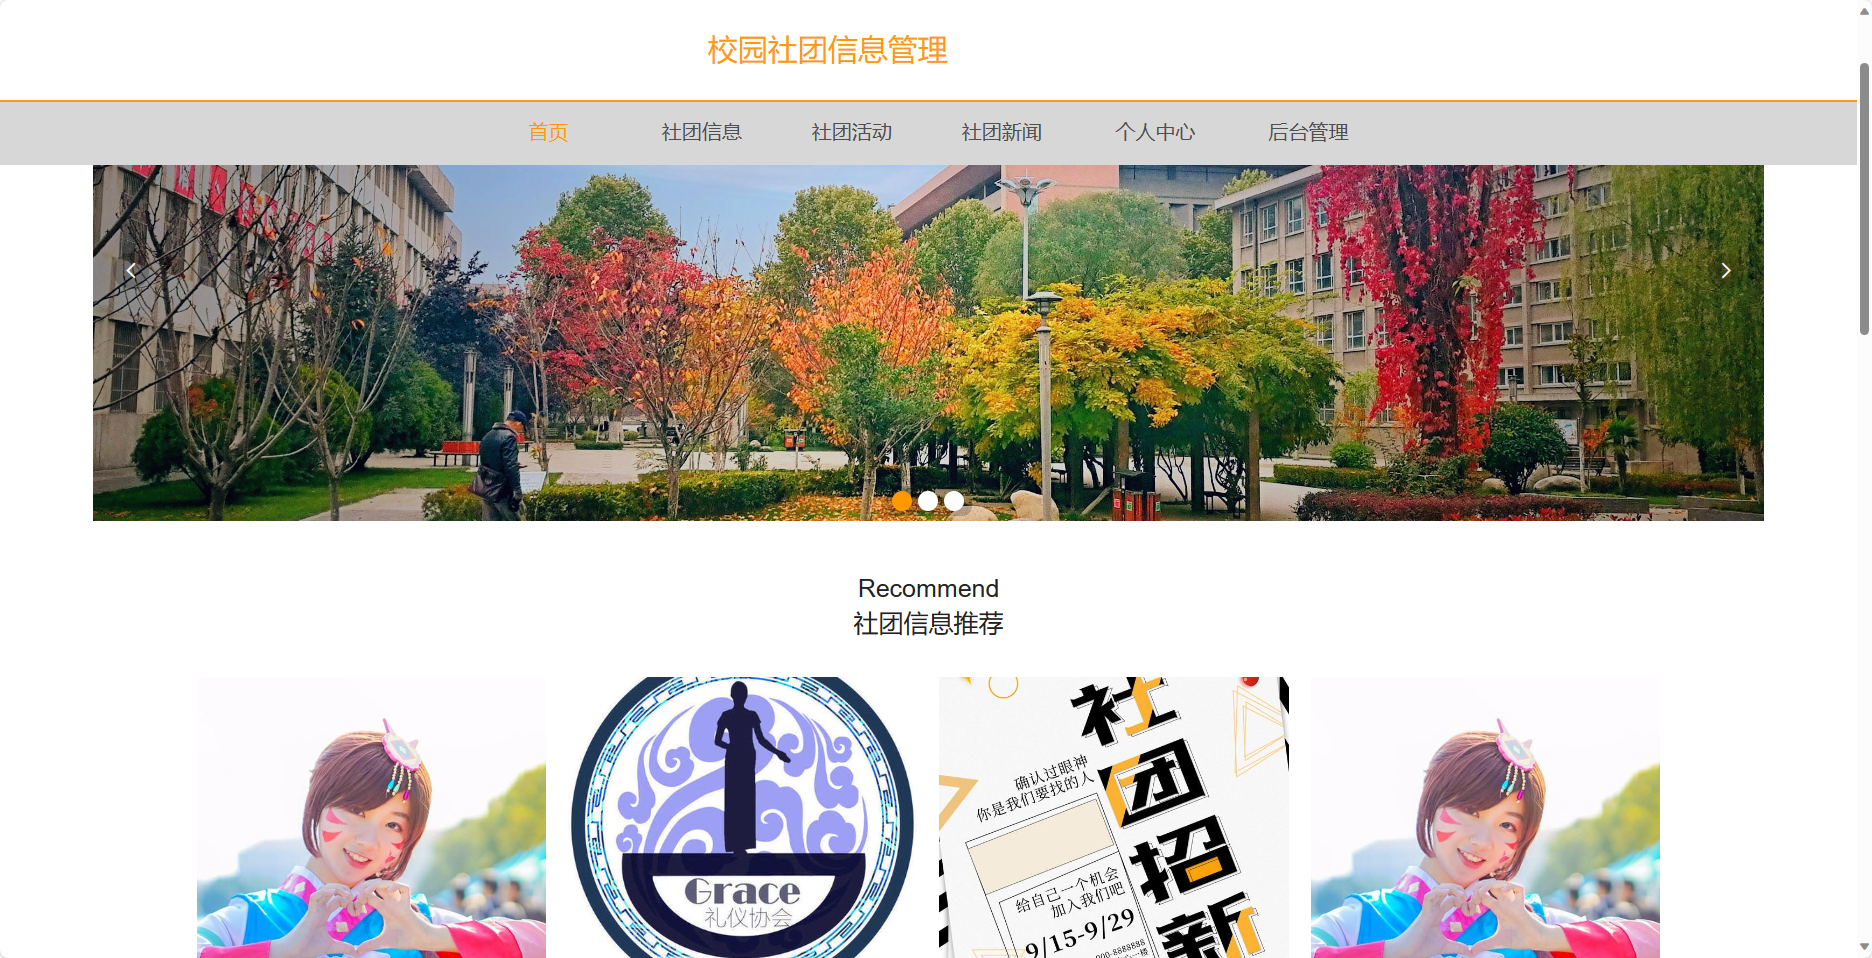 校园社团信息管理
首页 社团信息 社团活动 社团新闻 个人中心 后台管理
Recommend
社团信息推荐
Grace
礼仪协会
社团招新
确认过眼神
你是我们要找的人
给自己一个机会
加入我们吧
9/15-9/29